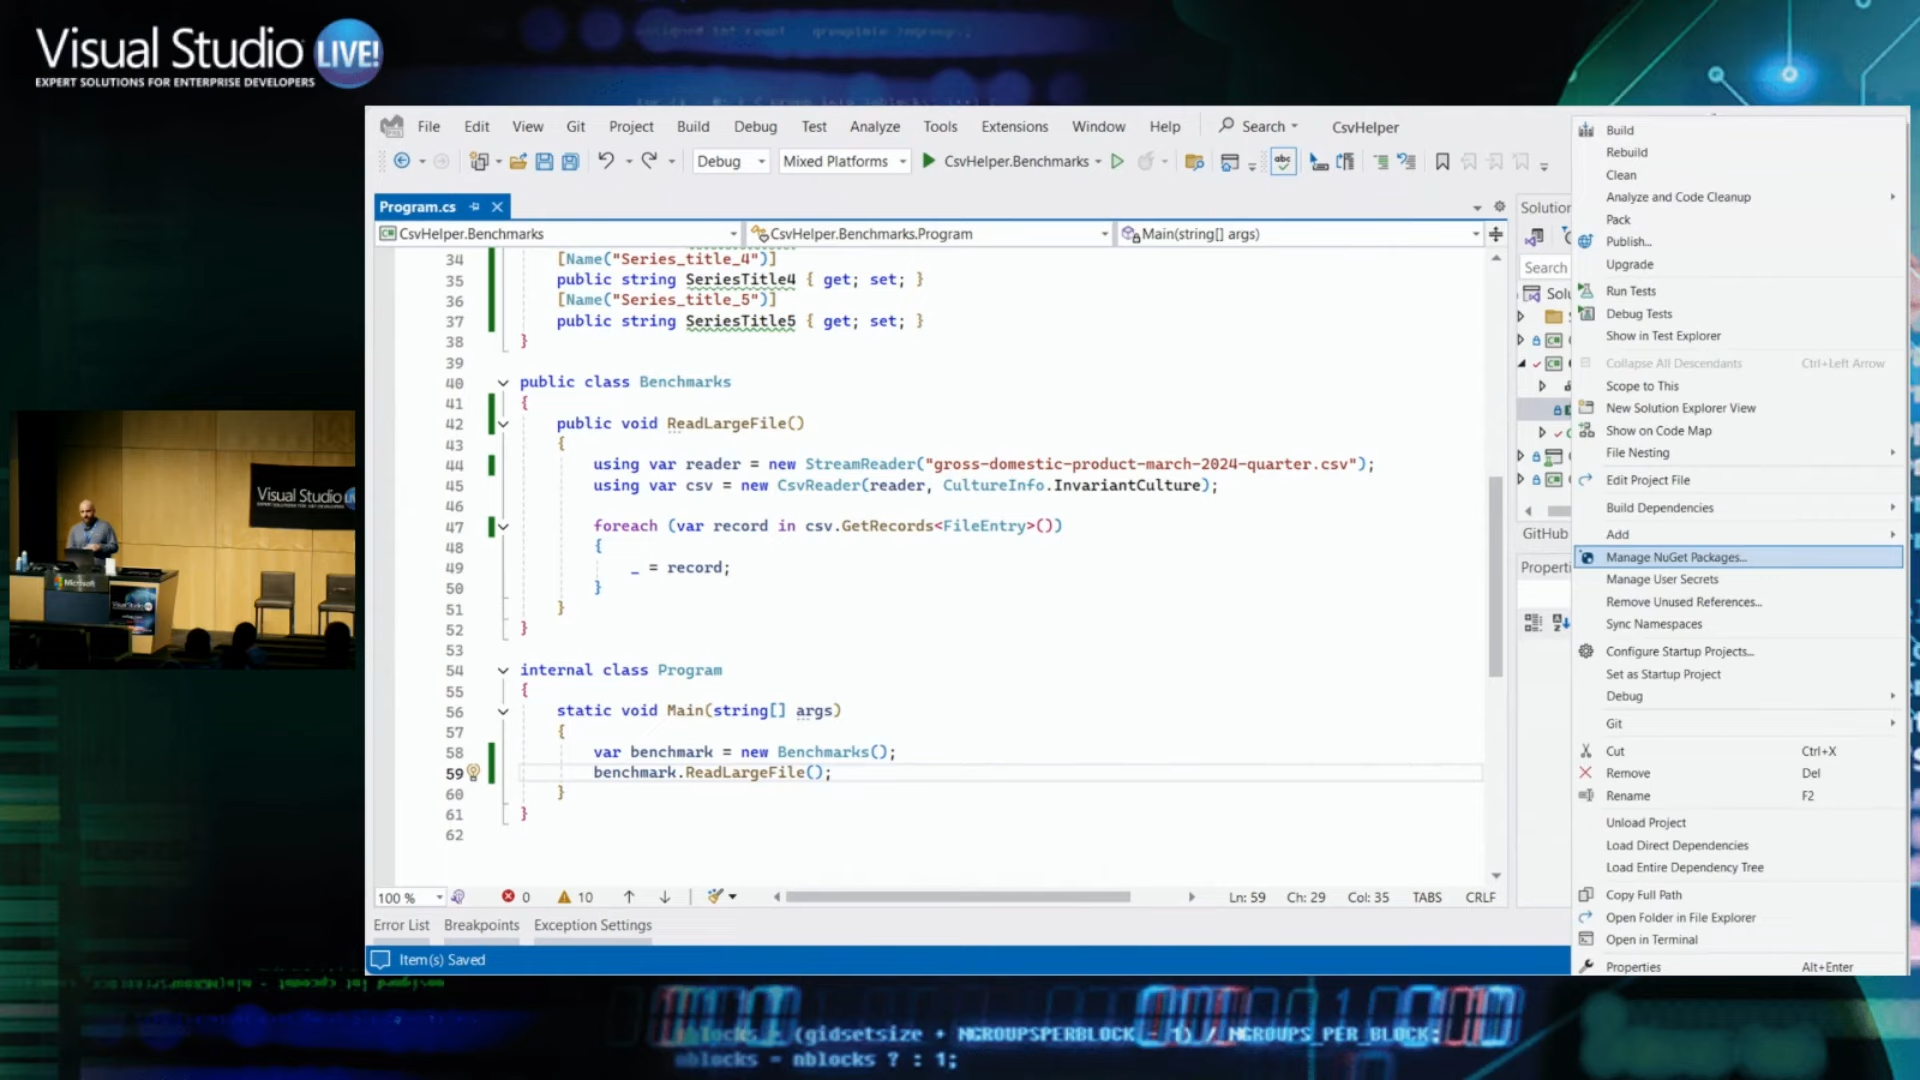 Visual Studio LIVE!
EXPERT SOLUTIONS FOR ENTERPRISE DEVELOPERS
File Edit View Git Project Build Debug Test Analyze Tools Extensions Window Help Search CsvHelper
Debug Mixed Platforms CsvHelper.Benchmarks
Program.cs
CsvHelper.Benchmarks CsvHelper.Benchmarks.Program Main(string[] args)
34 [Name("Series_title_4")]
35 public string SeriesTitle4 { get; set; }
36 [Name("Series_title_5")]
37 public string SeriesTitle5 { get; set; }
38 }
39
40 public class Benchmarks
41 {
42 public void ReadLargeFile()
43 {
44 using var reader = new StreamReader("gross-domestic-product-march-2024-quarter.csv");
45 using var csv = new CsvReader(reader, CultureInfo.InvariantCulture);
46
47 foreach (var record in csv.GetRecords<FileEntry>())
48 {
49 _ = record;
50 }
51 }
52 }
53
54 internal class Program
55 {
56 static void Main(string[] args)
57 {
58 var benchmark = new Benchmarks();
59 benchmark.ReadLargeFile();
60 }
61 }
62
100 % 0 10 Ln: 59 Ch: 29 Col: 35 TABS CRLF
Error List Breakpoints Exception Settings
Item(s) Saved
Solution
Search
Solu
GitHub
Properti
Build
Rebuild
Clean
Analyze and Code Cleanup
Pack
Publish...
Upgrade
Run Tests
Debug Tests
Show in Test Explorer
Collapse All Descendants Ctrl+Left Arrow
Scope to This
New Solution Explorer View
Show on Code Map
File Nesting
Edit Project File
Build Dependencies
Add
Manage NuGet Packages...
Manage User Secrets
Remove Unused References...
Sync Namespaces
Configure Startup Projects...
Set as Startup Project
Debug
Git
Cut Ctrl+X
Remove Del
Rename F2
Unload Project
Load Direct Dependencies
Load Entire Dependency Tree
Copy Full Path
Open Folder in File Explorer
Open in Terminal
Properties Alt+Enter
Visual Studio
Microsoft
nblocks = (gidsetsize + NGROUPSPERBLOCK - 1) / NGROUPS_PER_BLOCK;
nblocks = nblocks ? : 1;